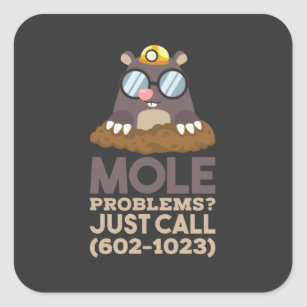 MOLE
PROBLEMS?
JUST CALL
(602-1023)